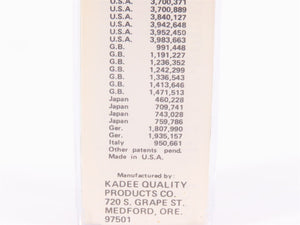 U.S.A. 3,700,371
U.S.A. 3,700,889
U.S.A. 3,840,127
U.S.A. 3,942,648
U.S.A. 3,952,450
U.S.A. 3,983,663
G.B. 991,448
G.B. 1,191,227
G.B. 1,236,352
G.B. 1,242,299
G.B. 1,336,543
G.B. 1,413,646
G.B. 1,471,513
Japan 460,228
Japan 709,741
Japan 743,028
Japan 759,786
Ger. 1,807,990
Ger. 1,935,157
Italy 950,661
Other patents pend.
Made in U.S.A.
Manufactured by:
KADEE QUALITY
PRODUCTS CO.
720 S. GRAPE ST.
MEDFORD, ORE.
97501